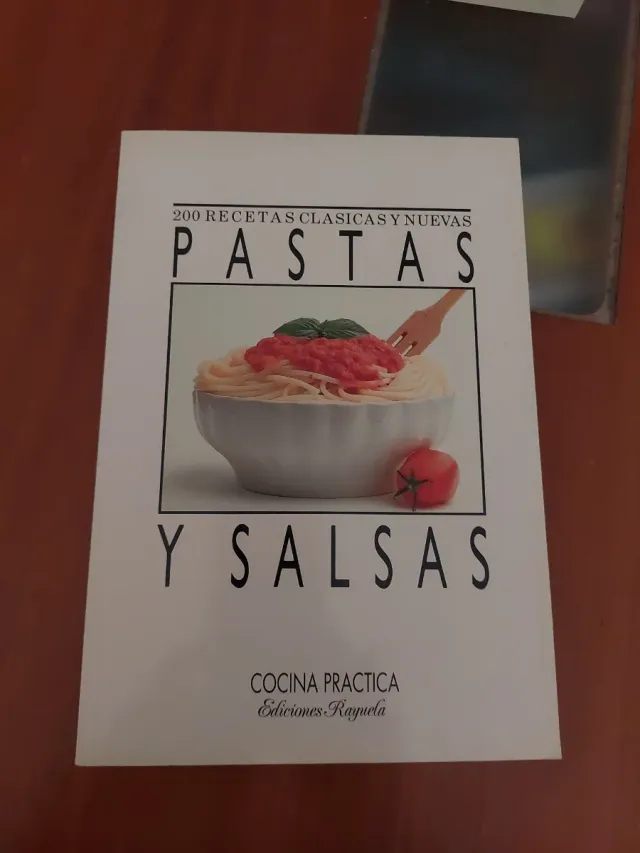 200 RECETAS CLASICAS Y NUEVAS
PASTAS
Y SALSAS
COCINA PRACTICA
Ediciones Rayuela